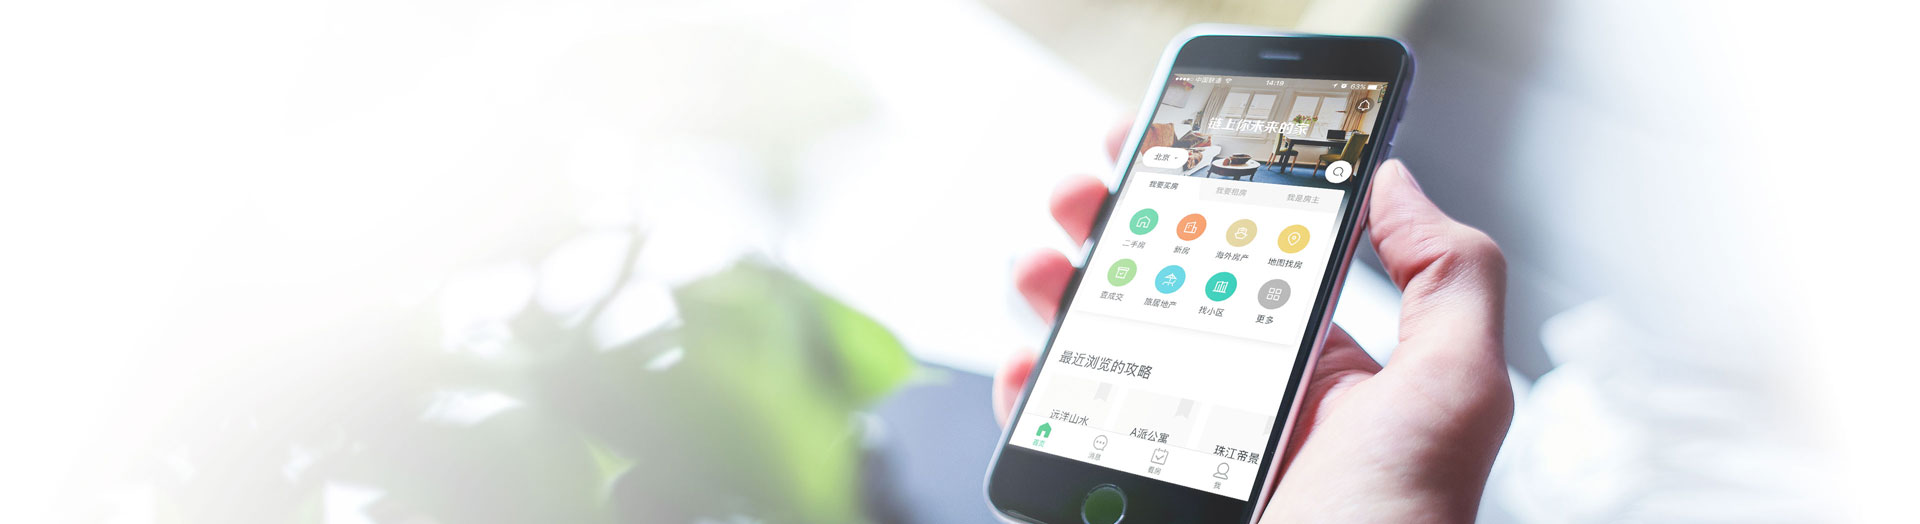 中国联通 14:19 63%
链上你未来的家
北京
我要买房 我要租房 我是房主
二手房 新房 海外房产 地图找房
查成交 旅居地产 找小区 更多
最近浏览的攻略
远洋山水 A派公寓 珠江帝景
首页 消息 看房 我